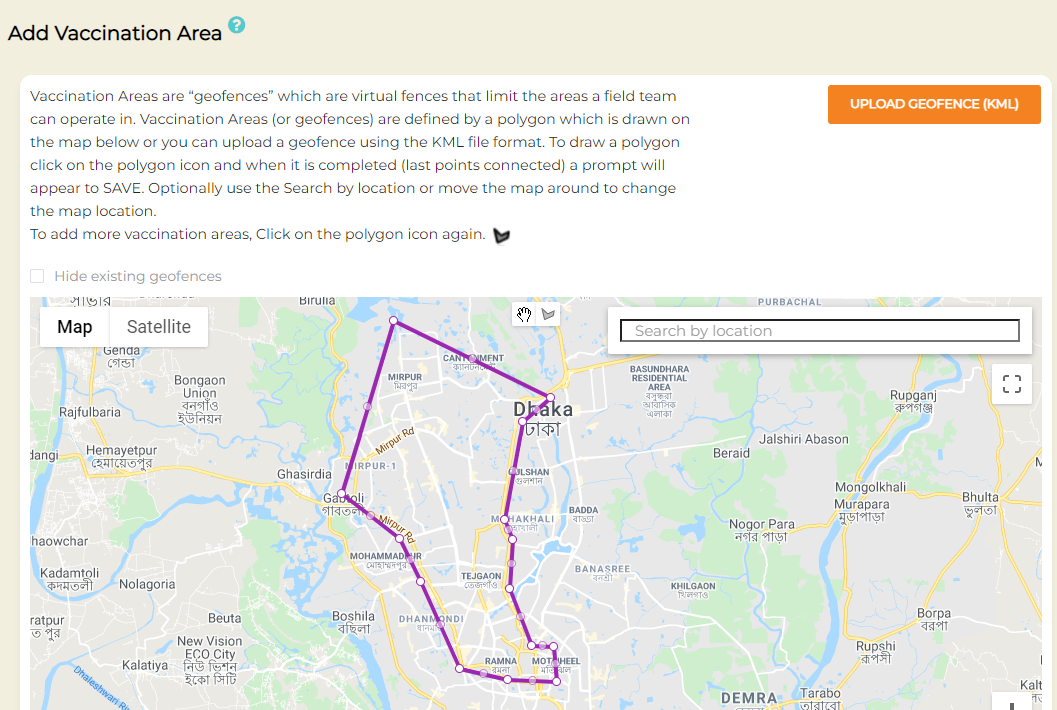 Add Vaccination Area ?
Vaccination Areas are “geofences” which are virtual fences that limit the areas a field team
can operate in. Vaccination Areas (or geofences) are defined by a polygon which is drawn on
the map below or you can upload a geofence using the KML file format. To draw a polygon
click on the polygon icon and when it is completed (last points connected) a prompt will
appear to SAVE. Optionally use the Search by location or move the map around to change
the map location.
To add more vaccination areas, Click on the polygon icon again.
UPLOAD GEOFENCE (KML)
Hide existing geofences
Birulia
PURBACHAL
Map
Satellite
Search by location
Genda
গেন্ডা
CANTONMENT
ক্যান্টনমেন্ট
MIRPUR
মিরপুর
BASUNDHARA
RESIDENTIAL
AREA
বসুন্ধরা
আবাসিক
এলাকা
Bongaon
Union
বনগাঁও
ইউনিয়ন
Rupganj
রুপগঞ্জ
Rajfulbaria
Dhaka
ঢাকা
Mirpur Rd
Jalshiri Abason
Hemayetpur
হেমায়েতপুর
Beraid
dangi
MIRPUR-1
Ghasirdia
GULSHAN
গুলশান
Gabtoli
গাবতলী
Mongolkhali
Murapara
মুড়াপাড়া
Bhulta
ভুলতা
Mirpur Rd
MOHAKHALI
মহাখালী
BADDA
বাড্ডা
Nogor Para
নগর পাড়া
haowchar
MOHAMMADPUR
মোহাম্মদপুর
Kadamtoli
কদমতলী
Nolagoria
TEJGAON
তেজগাঁও
BANASREE
বনশ্রী
KHILGAON
খিলগাঁও
ratpur
ত পুর
Beuta
Boshila
বছিলা
DHANMONDI
ধানমন্ডি
Borpa
বরপা
New Vision
ECO City
নিউ ভিশন
ইকো সিটি
Kalatiya
RAMNA
রমনা
MOTIJHEEL
মতিঝিল
Rupshi
রূপসী
Dhaleshwari Ri
DEMRA
Tarabo
তারাবো
Kalt